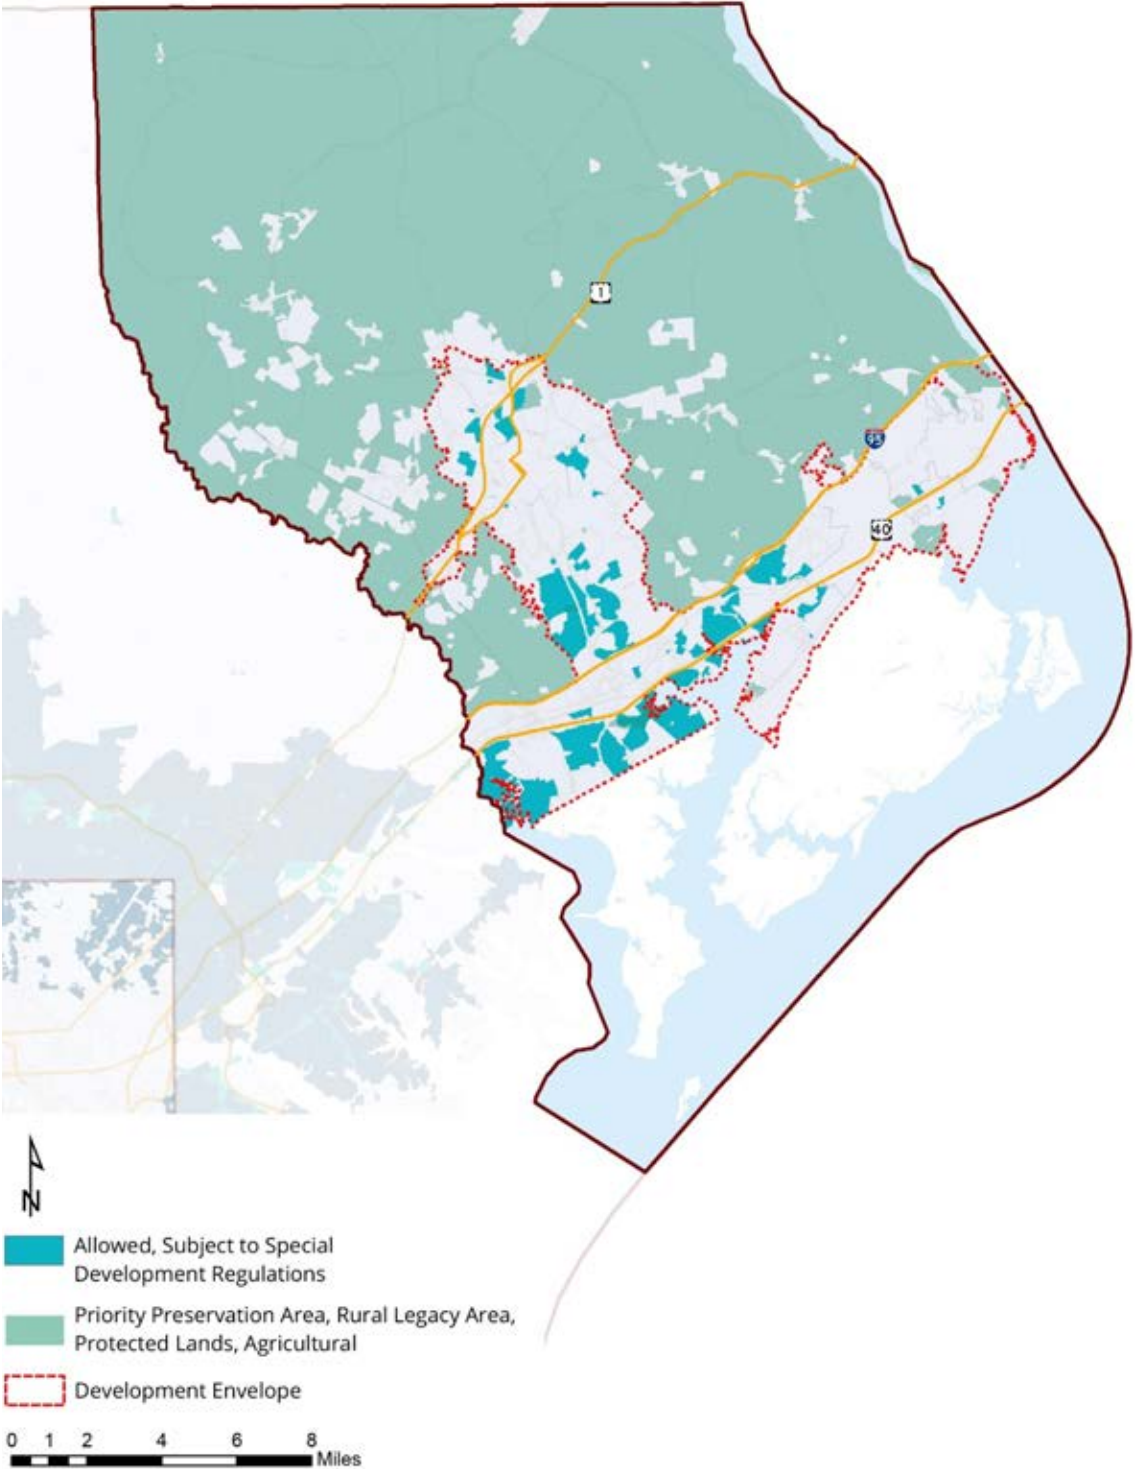 1
95
40
N
Allowed, Subject to Special
Development Regulations
Priority Preservation Area, Rural Legacy Area,
Protected Lands, Agricultural
Development Envelope
0 1 2 4 6 8
Miles